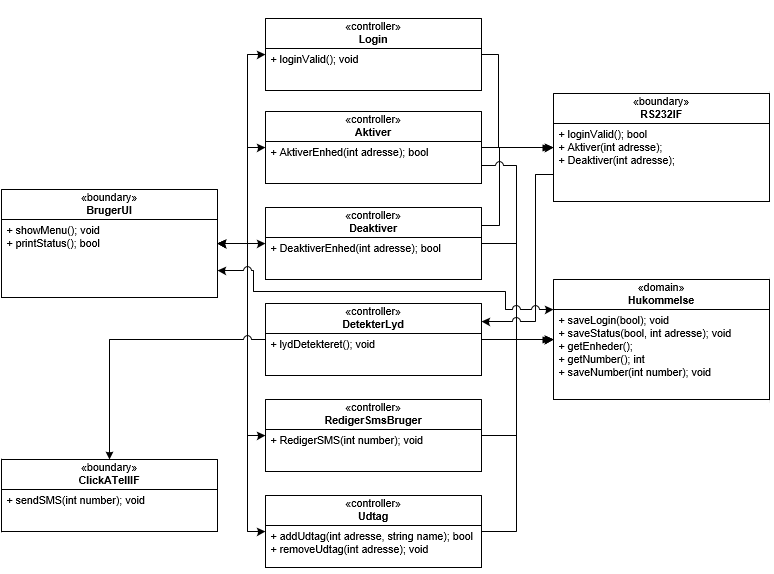 «controller»
Login
+ loginValid(); void
«controller»
Aktiver
+ AktiverEnhed(int adresse); bool
«boundary»
RS232IF
+ loginValid(); bool
+ Aktiver(int adresse);
+ Deaktiver(int adresse);
«boundary»
BrugerUI
+ showMenu(); void
+ printStatus(); bool
«controller»
Deaktiver
+ DeaktiverEnhed(int adresse); bool
«domain»
Hukommelse
+ saveLogin(bool); void
+ saveStatus(bool, int adresse); void
+ getEnheder();
+ getNumber(); int
+ saveNumber(int number); void
«controller»
DetekterLyd
+ lydDetekteret(); void
«controller»
RedigerSmsBruger
+ RedigerSMS(int number); void
«boundary»
ClickATellIF
+ sendSMS(int number); void
«controller»
Udtag
+ addUdtag(int adresse, string name); bool
+ removeUdtag(int adresse); void